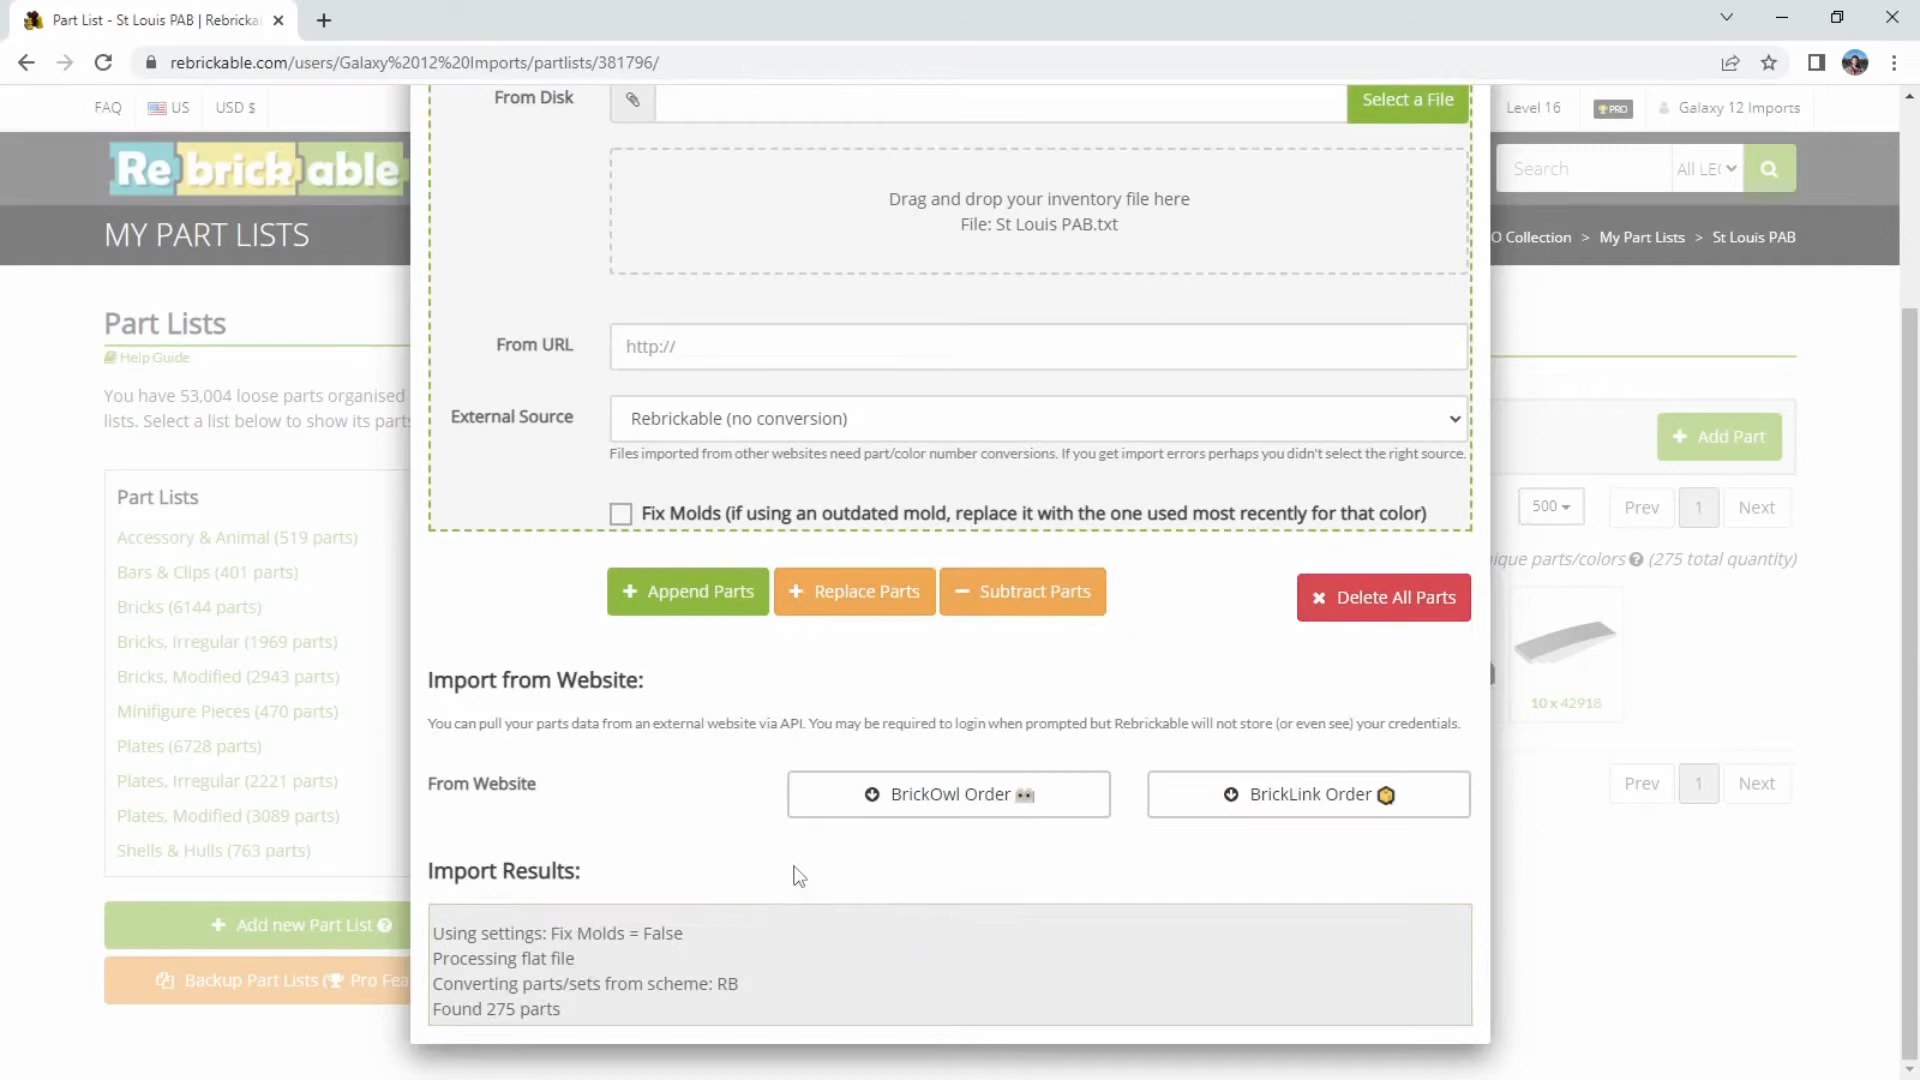 Part List - St Louis PAB | Rebricka
rebrickable.com/users/Galaxy%2012%20Imports/partlists/381796/
FAQ
US
USD $
Level 16
PRO
Galaxy 12 Imports
Rebrickable
Search
All LE
MY PART LISTS
O Collection > My Part Lists > St Louis PAB
From Disk
Select a File
Drag and drop your inventory file here
File: St Louis PAB.txt
From URL
http://
External Source
Rebrickable (no conversion)
Files imported from other websites need part/color number conversions. If you get import errors perhaps you didn't select the right source.
Fix Molds (if using an outdated mold, replace it with the one used most recently for that color)
Append Parts
Replace Parts
Subtract Parts
Delete All Parts
Import from Website:
You can pull your parts data from an external website via API. You may be required to login when prompted but Rebrickable will not store (or even see) your credentials.
From Website
BrickOwl Order
BrickLink Order
Import Results:
Using settings: Fix Molds = False
Processing flat file
Converting parts/sets from scheme: RB
Found 275 parts
Part Lists
Help Guide
You have 53,004 loose parts organised
lists. Select a list below to show its part
Part Lists
Accessory & Animal (519 parts)
Bars & Clips (401 parts)
Bricks (6144 parts)
Bricks, Irregular (1969 parts)
Bricks, Modified (2943 parts)
Minifigure Pieces (470 parts)
Plates (6728 parts)
Plates, Irregular (2221 parts)
Plates, Modified (3089 parts)
Shells & Hulls (763 parts)
Add new Part List
Backup Part Lists (Pro Fea
Add Part
500
Prev
1
Next
ique parts/colors (275 total quantity)
10 x 42918
Prev
1
Next